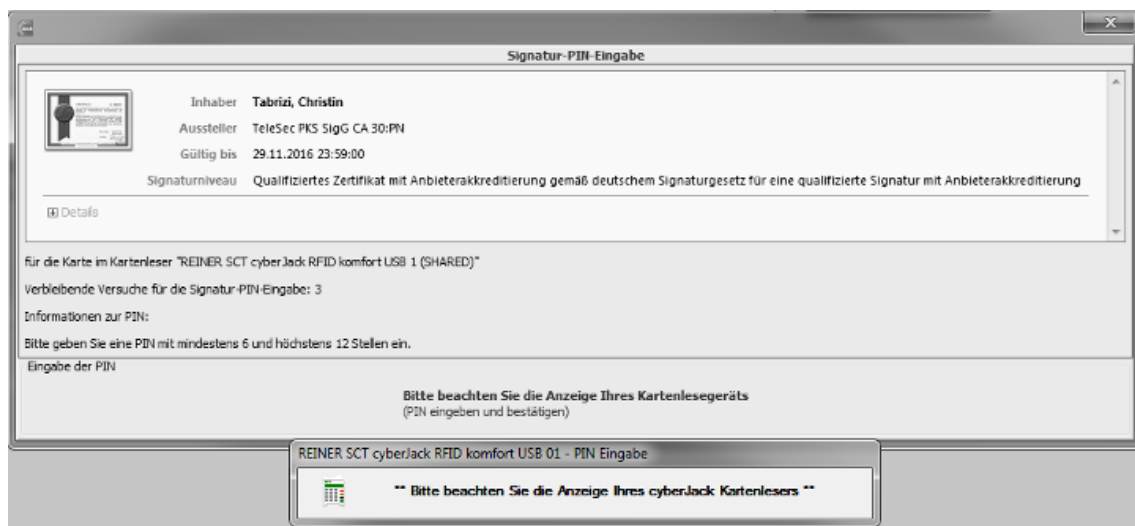 Signatur-PIN-Eingabe
Inhaber Tabrizi, Christin
Aussteller TeleSec PKS SigG CA 30:PN
Gültig bis 29.11.2016 23:59:00
Signaturniveau Qualifiziertes Zertifikat mit Anbieterakkreditierung gemäß deutschem Signaturgesetz für eine qualifizierte Signatur mit Anbieterakkreditierung
Details
für die Karte im Kartenleser "REINER SCT cyberJack RFID komfort USB 1 (SHARED)"
Verbleibende Versuche für die Signatur-PIN-Eingabe: 3
Informationen zur PIN:
Bitte geben Sie eine PIN mit mindestens 6 und höchstens 12 Stellen ein.
Eingabe der PIN
Bitte beachten Sie die Anzeige Ihres Kartenlesegeräts
(PIN eingeben und bestätigen)
REINER SCT cyberJack RFID komfort USB 01 - PIN Eingabe
** Bitte beachten Sie die Anzeige Ihres cyberJack Kartenlesers **